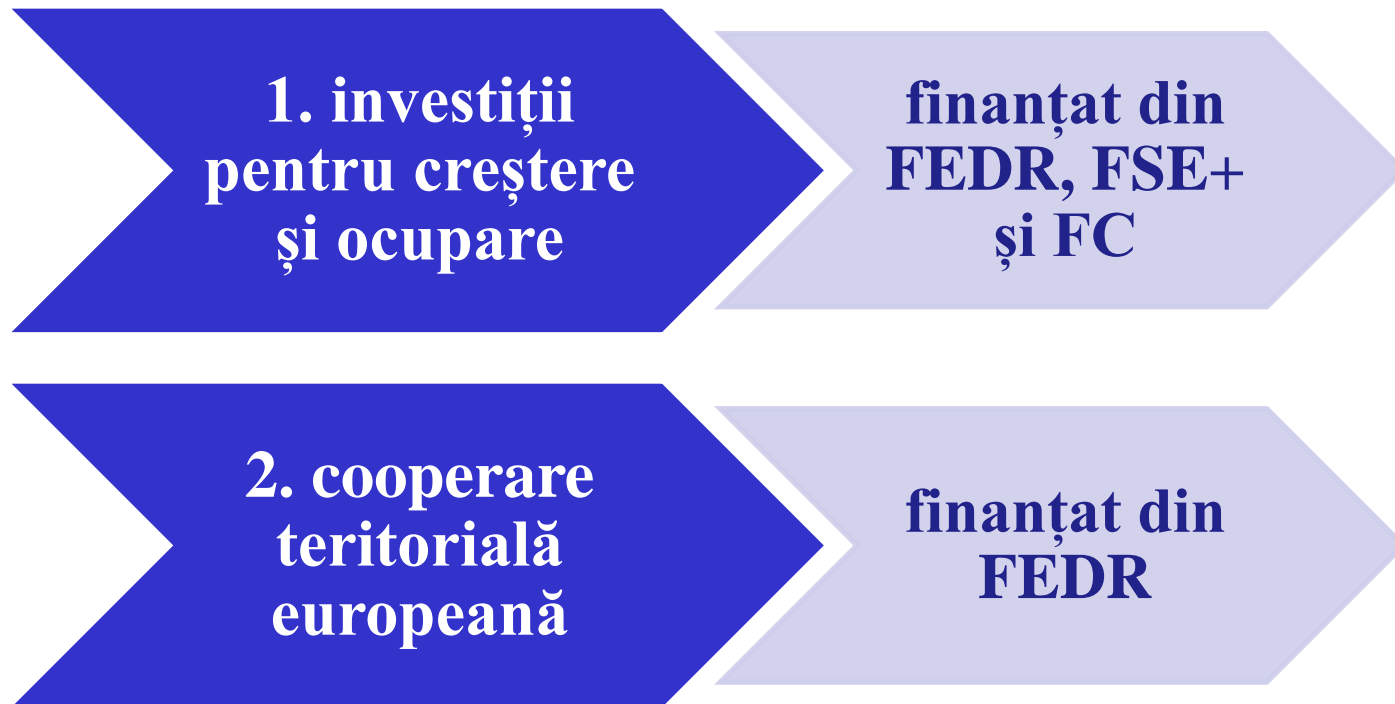 1. investiții
pentru creștere
și ocupare
finanțat din
FEDR, FSE+
și FC
2. cooperare
teritorială
europeană
finanțat din
FEDR